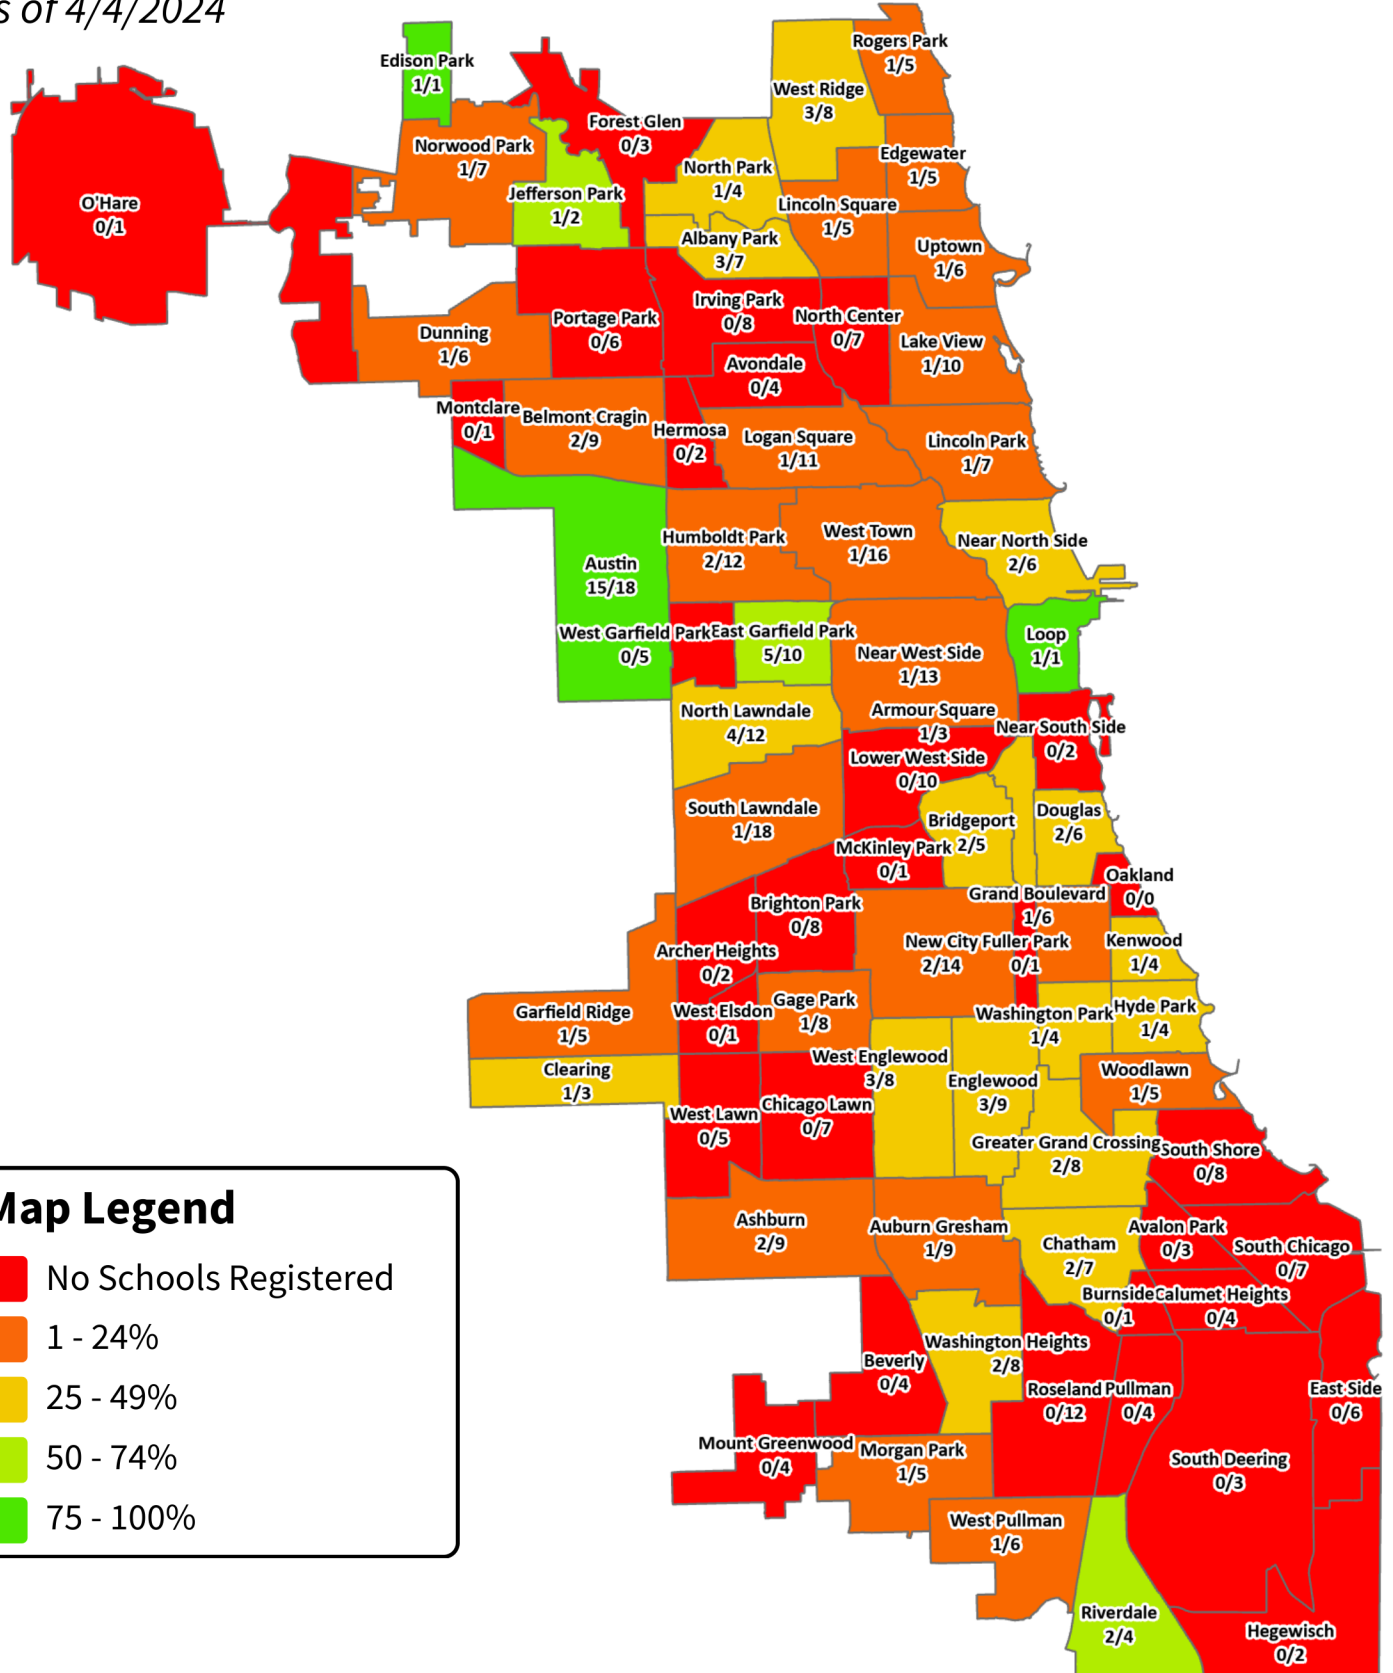 s of 4/4/2024
Rogers Park
1/5
Edison Park
1/1
West Ridge
3/8
Forest Glen
0/3
Norwood Park
1/7
Edgewater
1/5
North Park
1/4
Jefferson Park
1/2
Lincoln Square
1/5
O'Hare
0/1
Albany Park
3/7
Uptown
1/6
Irving Park
0/8
North Center
0/7
Portage Park
0/6
Dunning
1/6
Lake View
1/10
Avondale
0/4
Montclare
0/1
Belmont Cragin
2/9
Hermosa
0/2
Logan Square
1/11
Lincoln Park
1/7
West Town
1/16
Humboldt Park
2/12
Near North Side
2/6
Austin
15/18
West Garfield Park
0/5
East Garfield Park
5/10
Loop
1/1
Near West Side
1/13
North Lawndale
4/12
Armour Square
1/3
Near South Side
0/2
Lower West Side
0/10
South Lawndale
1/18
Douglas
2/6
Bridgeport
2/5
McKinley Park
0/1
Oakland
0/0
Grand Boulevard
1/6
Brighton Park
0/8
New City
2/14
Fuller Park
0/1
Kenwood
1/4
Archer Heights
0/2
Gage Park
1/8
Garfield Ridge
1/5
West Elsdon
0/1
Washington Park
1/4
Hyde Park
1/4
West Englewood
3/8
Clearing
1/3
Englewood
3/9
Woodlawn
1/5
Chicago Lawn
0/7
West Lawn
0/5
Greater Grand Crossing
2/8
South Shore
0/8
Ashburn
2/9
Auburn Gresham
1/9
Avalon Park
0/3
Chatham
2/7
South Chicago
0/7
Burnside
0/1
Calumet Heights
0/4
Washington Heights
2/8
Beverly
0/4
Roseland
0/12
Pullman
0/4
East Side
0/6
Mount Greenwood
0/4
Morgan Park
1/5
South Deering
0/3
West Pullman
1/6
Riverdale
2/4
Hegewisch
0/2
Map Legend
No Schools Registered
1 - 24%
25 - 49%
50 - 74%
75 - 100%